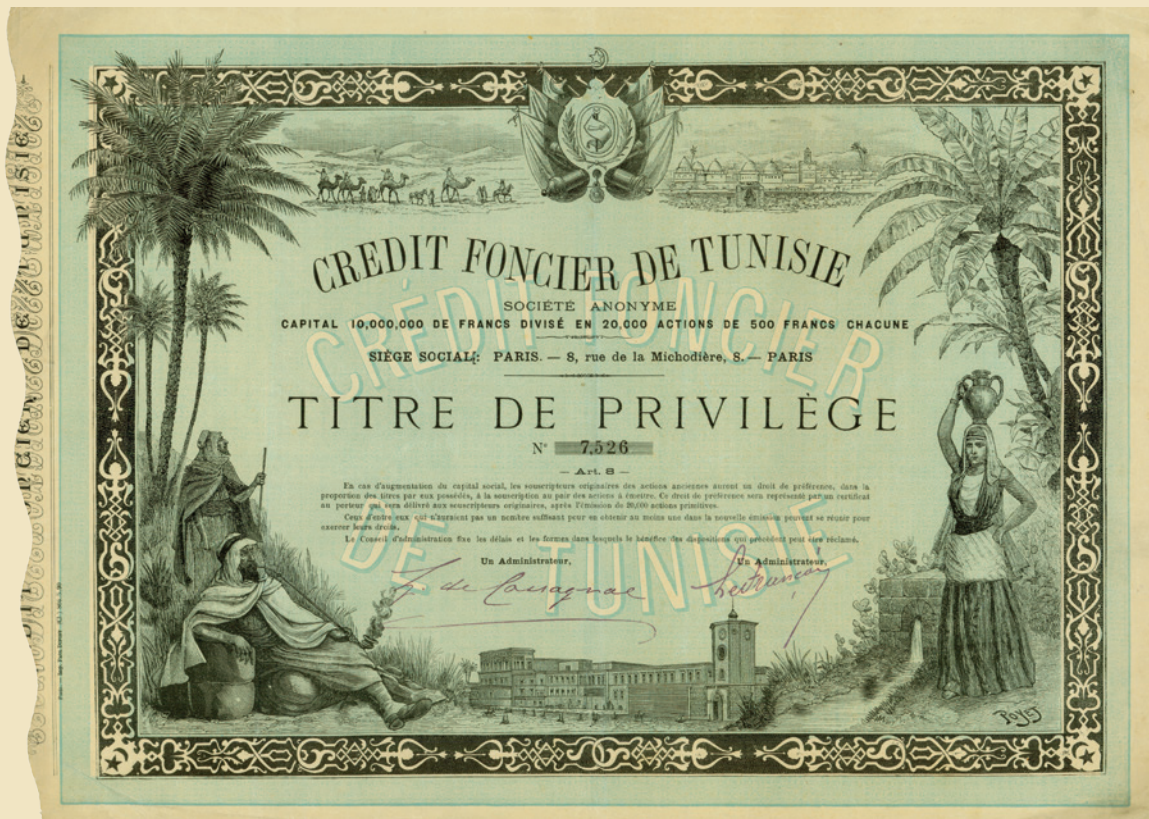 CREDIT FONCIER DE TUNISIE
SOCIÉTÉ ANONYME
CAPITAL 10,000,000 DE FRANCS DIVISÉ EN 20,000 ACTIONS DE 500 FRANCS CHACUNE
SIÈGE SOCIAL: PARIS. — 8, rue de la Michodière, 8. — PARIS
CRÉDIT FONCIER
TITRE DE PRIVILÈGE
N° 7,526
— Art. 8 —
En cas d'augmentation du capital social, les souscripteurs originaires des actions anciennes auront un droit de préférence, dans la
proportion des titres par eux possédés, à la souscription au pair des actions à émettre. Ce droit de préférence sera représenté par un certificat
au porteur qui sera délivré aux souscripteurs originaires, après l'émission de 20,000 actions primitives.
Ceux d'entre eux qui n'auraient pas un nombre suffisant pour en obtenir au moins une dans la nouvelle émission peuvent se réunir pour
exercer leurs droits.
Le Conseil d'administration fixe les délais et les formes dans lesquels le bénéfice des dispositions qui précèdent peut être réclamé.
DE TUNISIE
Un Administrateur,
Un Administrateur,
de Cassagnac
POYET
DE TUNISIE